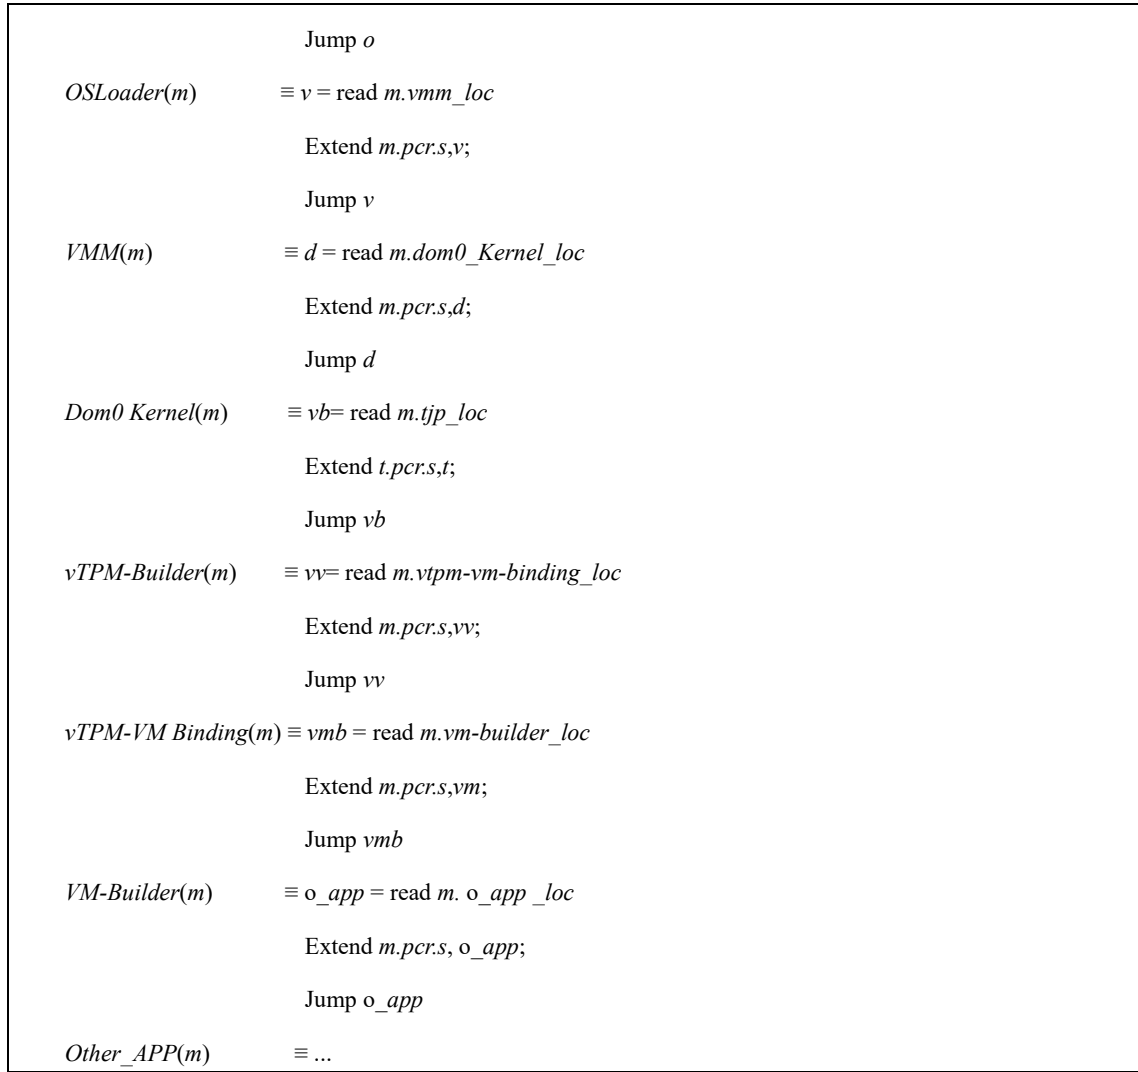 Jump o
OSLoader(m) ≡ v = read m.vmm_loc
Extend m.pcr.s,v;
Jump v
VMM(m) ≡ d = read m.dom0_Kernel_loc
Extend m.pcr.s,d;
Jump d
Dom0 Kernel(m) ≡ vb= read m.tjp_loc
Extend t.pcr.s,t;
Jump vb
vTPM-Builder(m) ≡ vv= read m.vtpm-vm-binding_loc
Extend m.pcr.s,vv;
Jump vv
vTPM-VM Binding(m) ≡ vmb = read m.vm-builder_loc
Extend m.pcr.s,vm;
Jump vmb
VM-Builder(m) ≡ o_app = read m. o_app _loc
Extend m.pcr.s, o_app;
Jump o_app
Other_APP(m) ≡ ...